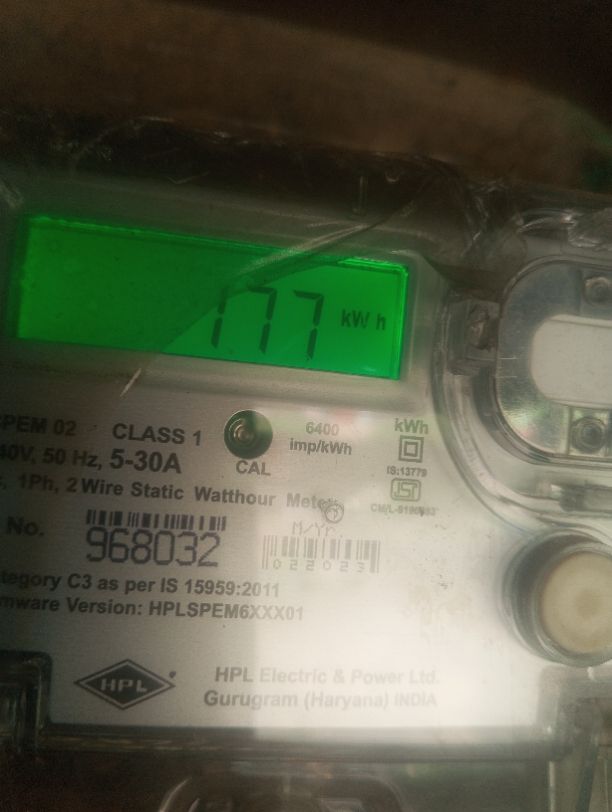 177 kWh
PEM 02 CLASS 1
40V, 50 Hz, 5-30A
CAL
6400
imp/kWh
kWh
IS:13779
1Ph, 2 Wire Static Watthour Meter
No. 968032
M/Yr.
022023
tegory C3 as per IS 15959:2011
mware Version: HPLSPEM6XXX01
HPL
HPL Electric & Power Ltd.
Gurugram (Haryana) INDIA